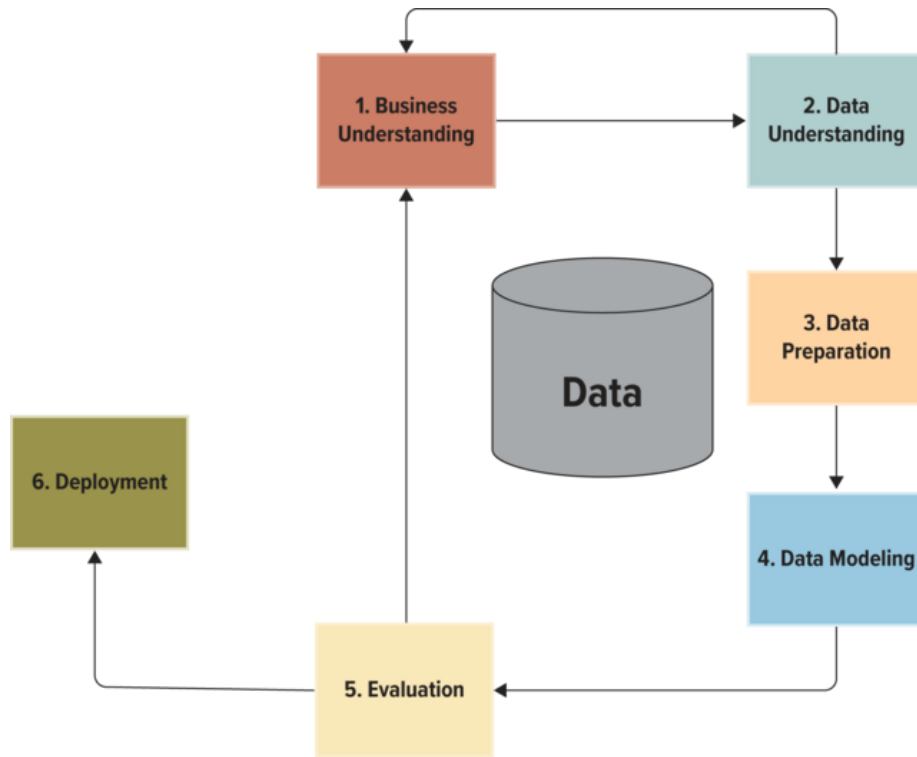 1. Business
Understanding
2. Data
Understanding
3. Data
Preparation
Data
6. Deployment
4. Data Modeling
5. Evaluation